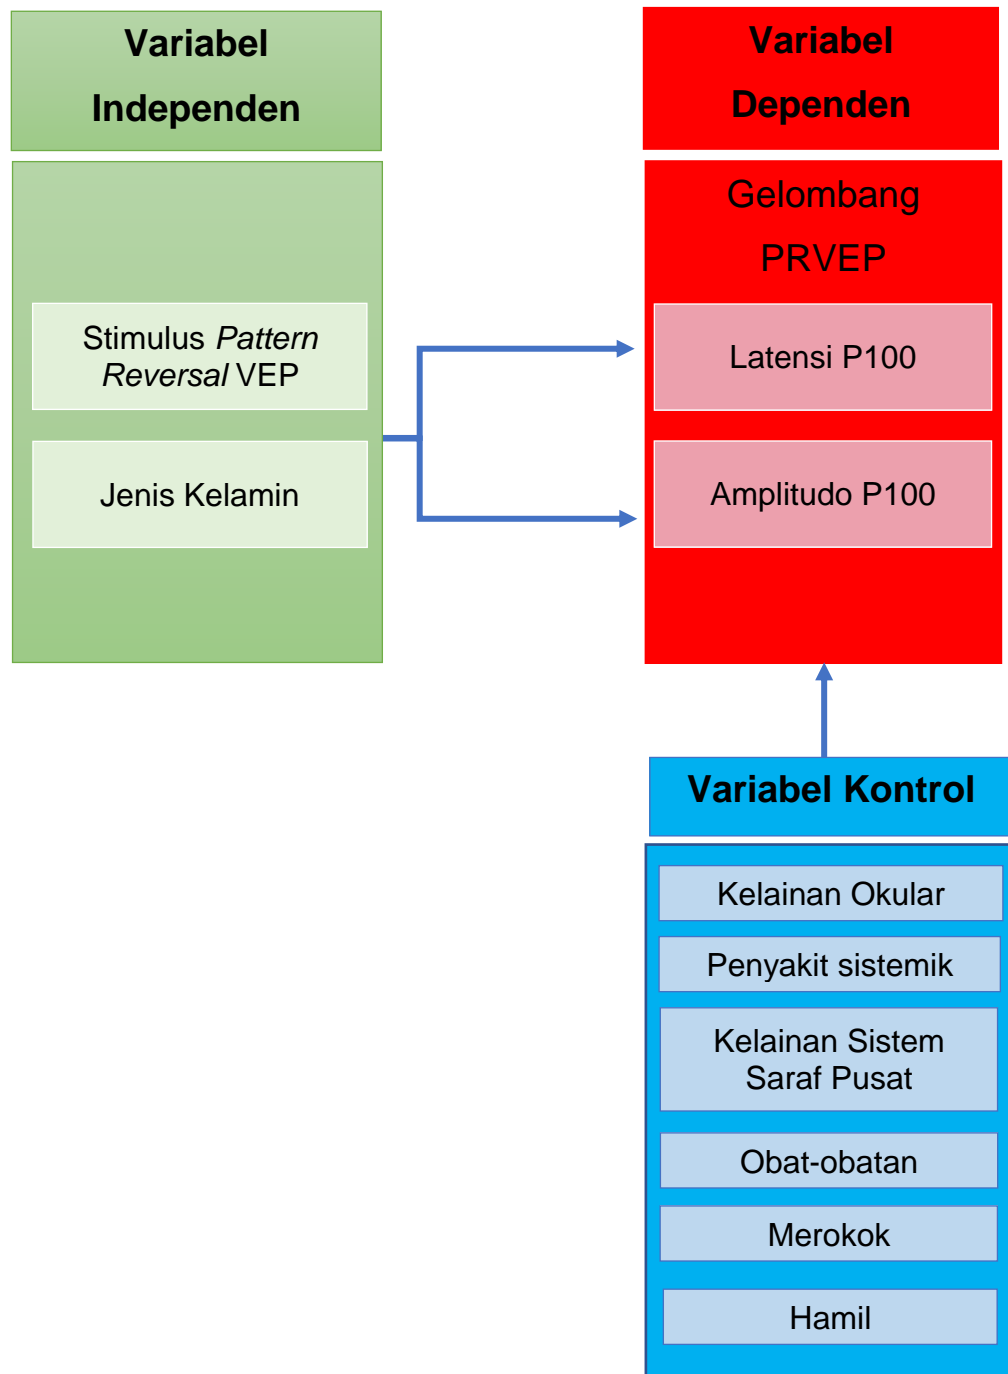 Variabel
Independen
Variabel
Dependen
Stimulus Pattern
Reversal VEP
Jenis Kelamin
Gelombang
PRVEP
Latensi P100
Amplitudo P100
Variabel Kontrol
Kelainan Okular
Penyakit sistemik
Kelainan Sistem
Saraf Pusat
Obat-obatan
Merokok
Hamil